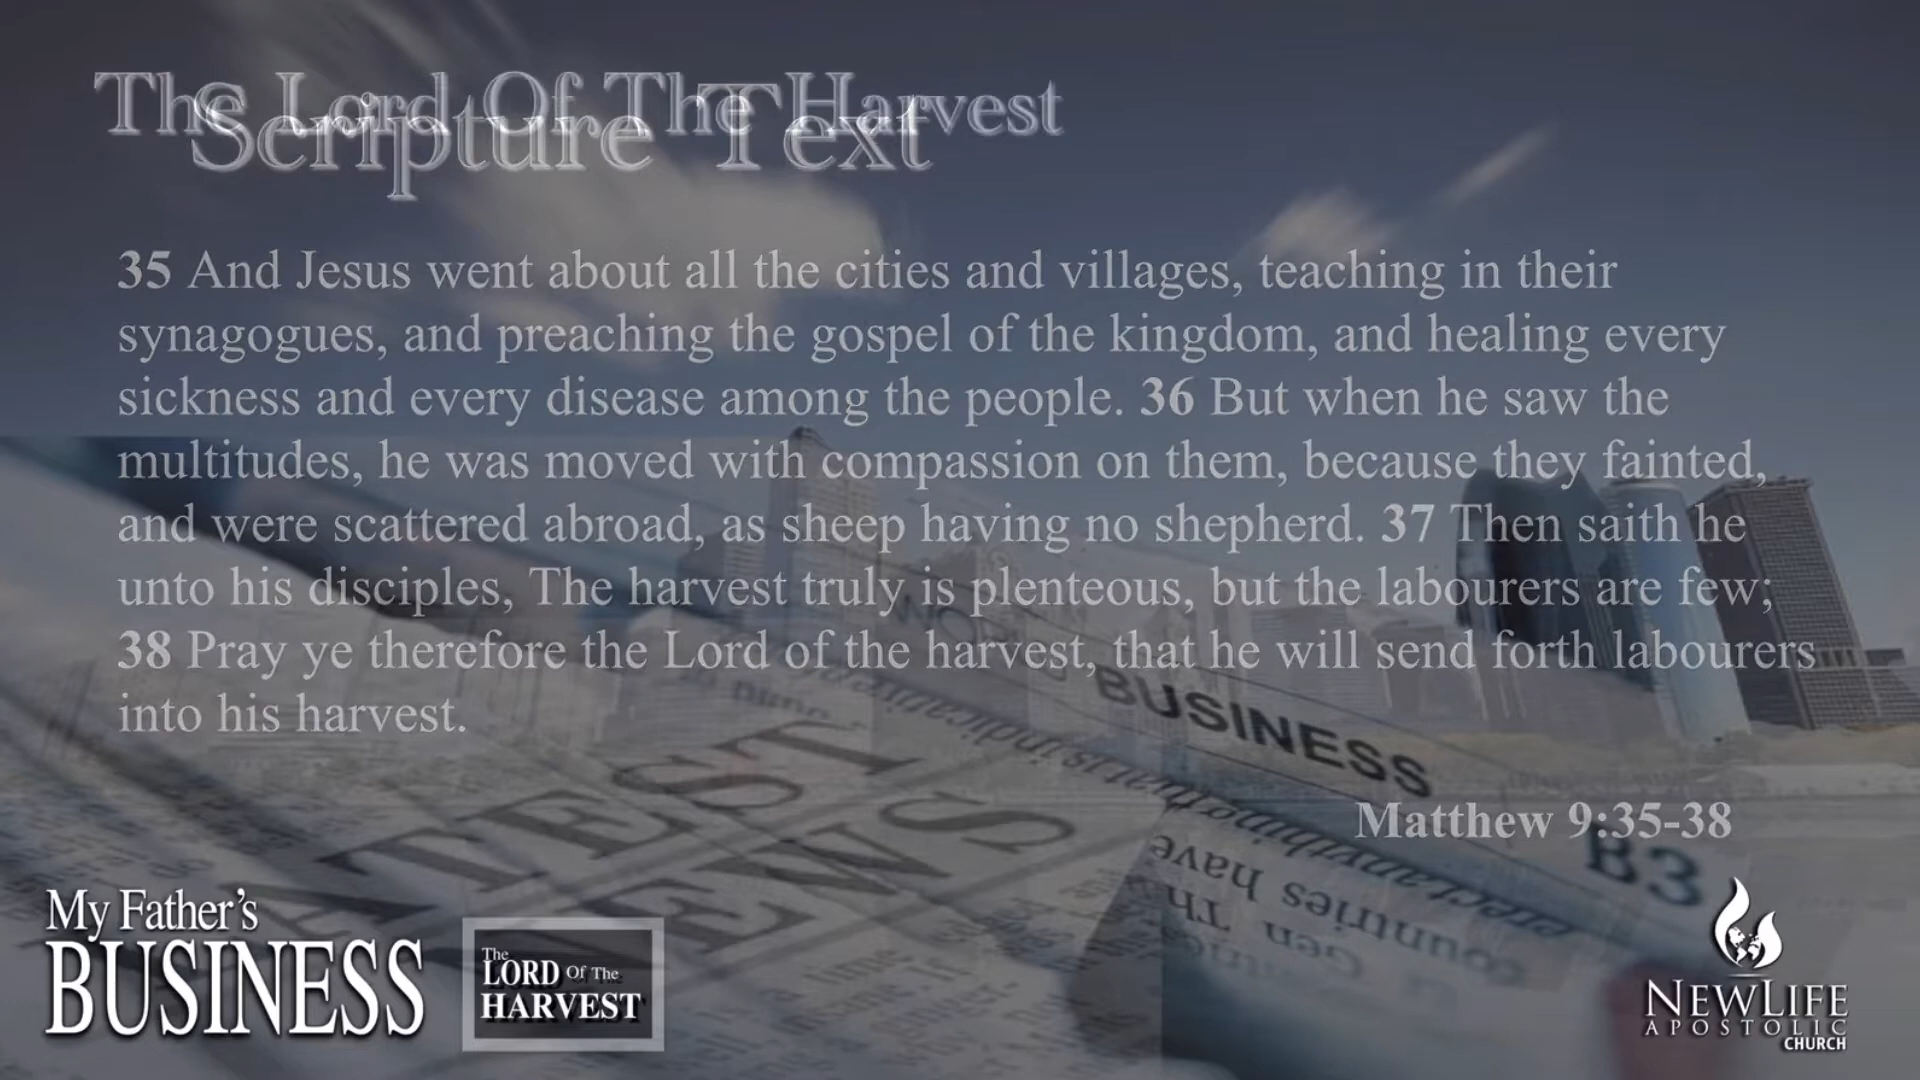 The Lord Of The Harvest
Scripture Text
35 And Jesus went about all the cities and villages, teaching in their
synagogues, and preaching the gospel of the kingdom, and healing every
sickness and every disease among the people. 36 But when he saw the
multitudes, he was moved with compassion on them, because they fainted,
and were scattered abroad, as sheep having no shepherd. 37 Then saith he
unto his disciples, The harvest truly is plenteous, but the labourers are few;
38 Pray ye therefore the Lord of the harvest, that he will send forth labourers
into his harvest.
BUSINESS
Matthew 9:35-38
B3
countries have
My Father's
BUSINESS
The
LORD Of The
HARVEST
NEWLIFE
APOSTOLIC
CHURCH